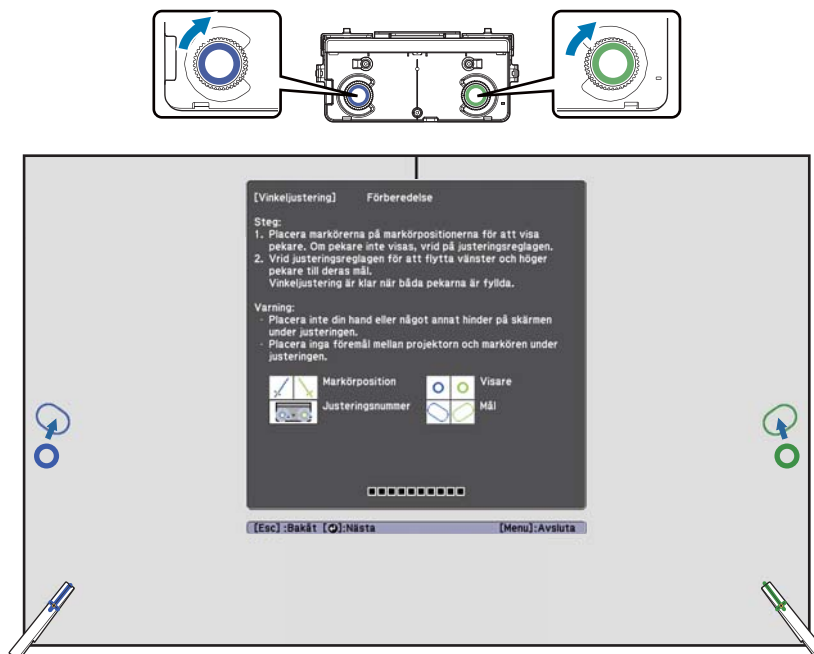 [Vinkeljustering] Förberedelse
Steg:
1. Placera markörerna på markörpositionerna för att visa
pekare. Om pekare inte visas, vrid på justeringsreglagen.
2. Vrid justeringsreglagen för att flytta vänster och höger
pekare till deras mål.
Vinkeljustering är klar när båda pekarna är fyllda.
Varning:
· Placera inte din hand eller något annat hinder på skärmen
under justeringen.
· Placera inga föremål mellan projektorn och markören under
justeringen.
Markörposition Visare
Justeringsnummer Mål
[Esc] :Bakåt [↵]:Nästa [Menu]:Avsluta